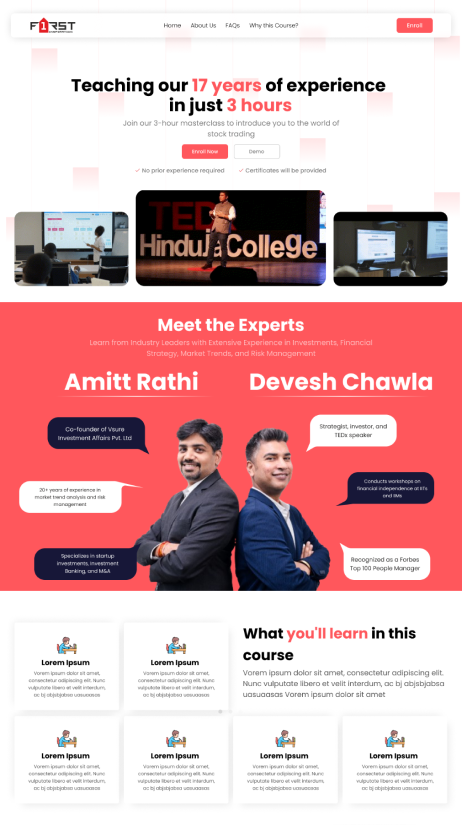 F1RST
Home About Us FAQs Why this Course? Enroll
Teaching our 17 years of experience
in just 3 hours
Join our 3-hour masterclass to introduce you to the world of
stock trading
Enroll Now Demo
✓ No prior experience required ✓ Certificates will be provided
TEDx
Hinduja College
Meet the Experts
Learn from Industry Leaders with Extensive Experience in Investments, Financial
Strategy, Market Trends, and Risk Management
Amitt Rathi Devesh Chawla
Co-founder of Vsure
Investment Affairs Pvt. Ltd
Strategist, Investor, and
TEDx speaker
20+ years of experience in
market trend analysis and risk
management
Conducts workshops on
financial independence at IITs
and IIMs
Specializes in startup
investments, Investment
Banking, and M&A
Recognized as a Forbes
Top 100 People Manager
What you'll learn in this
course
Lorem ipsum dolor sit amet, consectetur adipiscing elit.
Nunc vulputate libero et velit interdum, ac bj abjsbjabsa
uasuaasas Vorem ipsum dolor sit amet
Lorem Ipsum
Lorem ipsum dolor sit amet,
consectetur adipiscing elit. Nunc
vulputate libero et velit interdum,
ac bj abjsbjabsa uasuaasas
Lorem Ipsum
Lorem ipsum dolor sit amet,
consectetur adipiscing elit. Nunc
vulputate libero et velit interdum,
ac bj abjsbjabsa uasuaasas
Lorem Ipsum
Lorem ipsum dolor sit amet,
consectetur adipiscing elit. Nunc
vulputate libero et velit interdum,
ac bj abjsbjabsa uasuaasas
Lorem Ipsum
Lorem ipsum dolor sit amet,
consectetur adipiscing elit. Nunc
vulputate libero et velit interdum,
ac bj abjsbjabsa uasuaasas
Lorem Ipsum
Lorem ipsum dolor sit amet,
consectetur adipiscing elit. Nunc
vulputate libero et velit interdum,
ac bj abjsbjabsa uasuaasas
Lorem Ipsum
Lorem ipsum dolor sit amet,
consectetur adipiscing elit. Nunc
vulputate libero et velit interdum,
ac bj abjsbjabsa uasuaasas